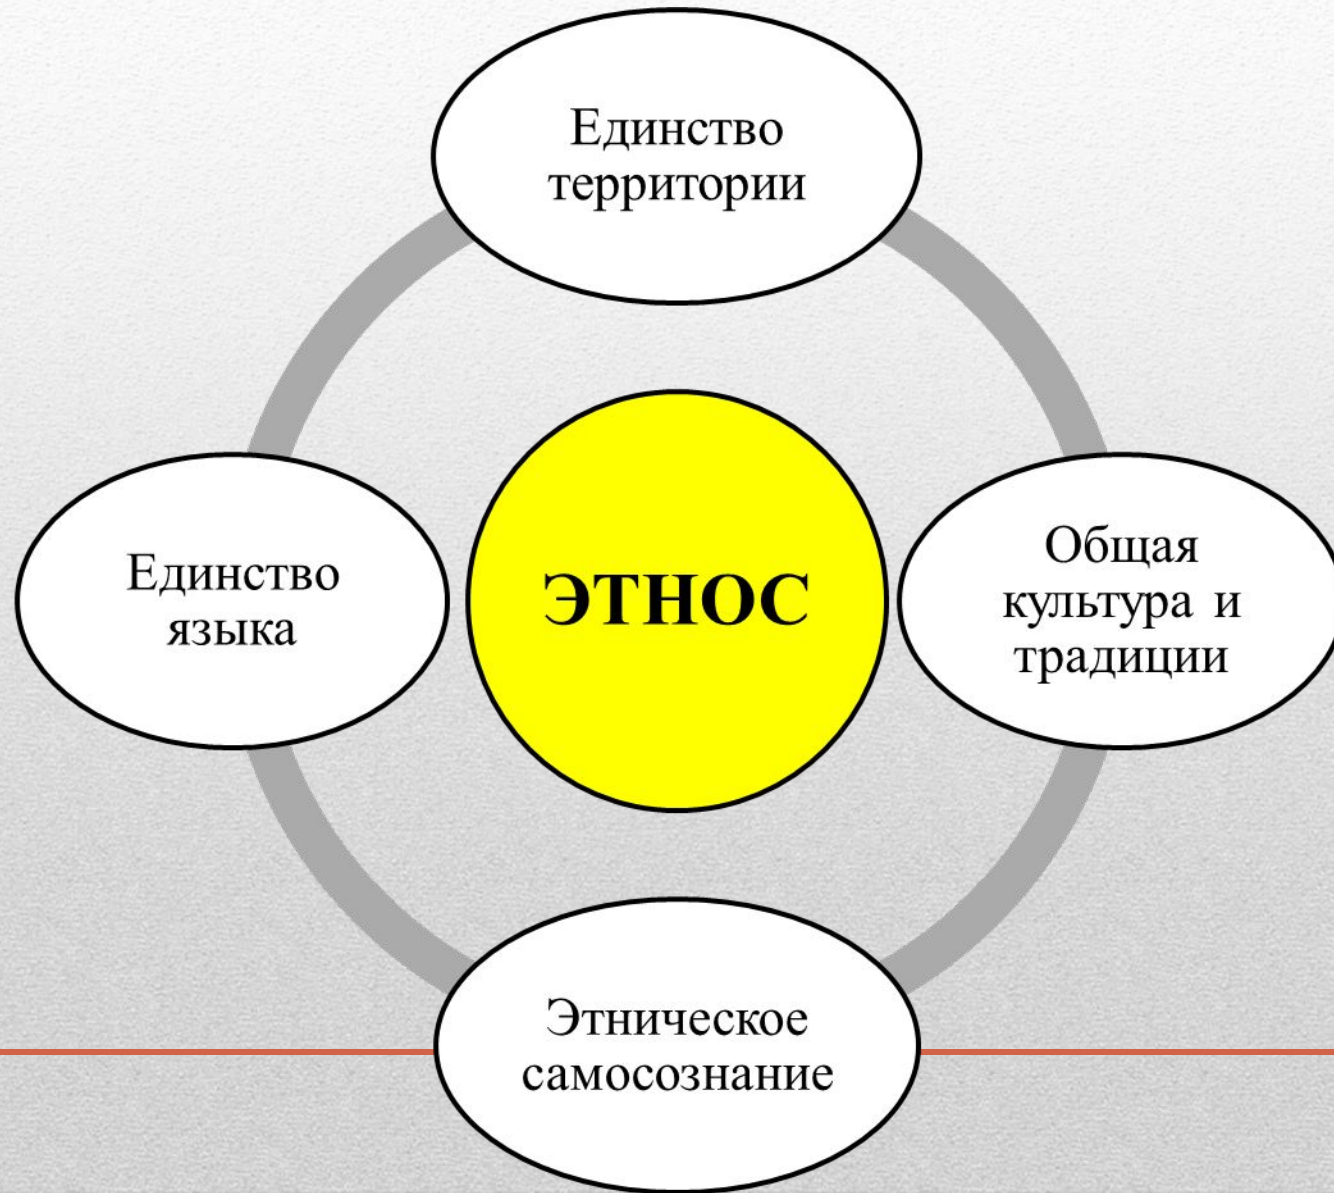 Единство
территории
Единство
языка
ЭТНОС
Общая
культура и
традиции
Этническое
самосознание